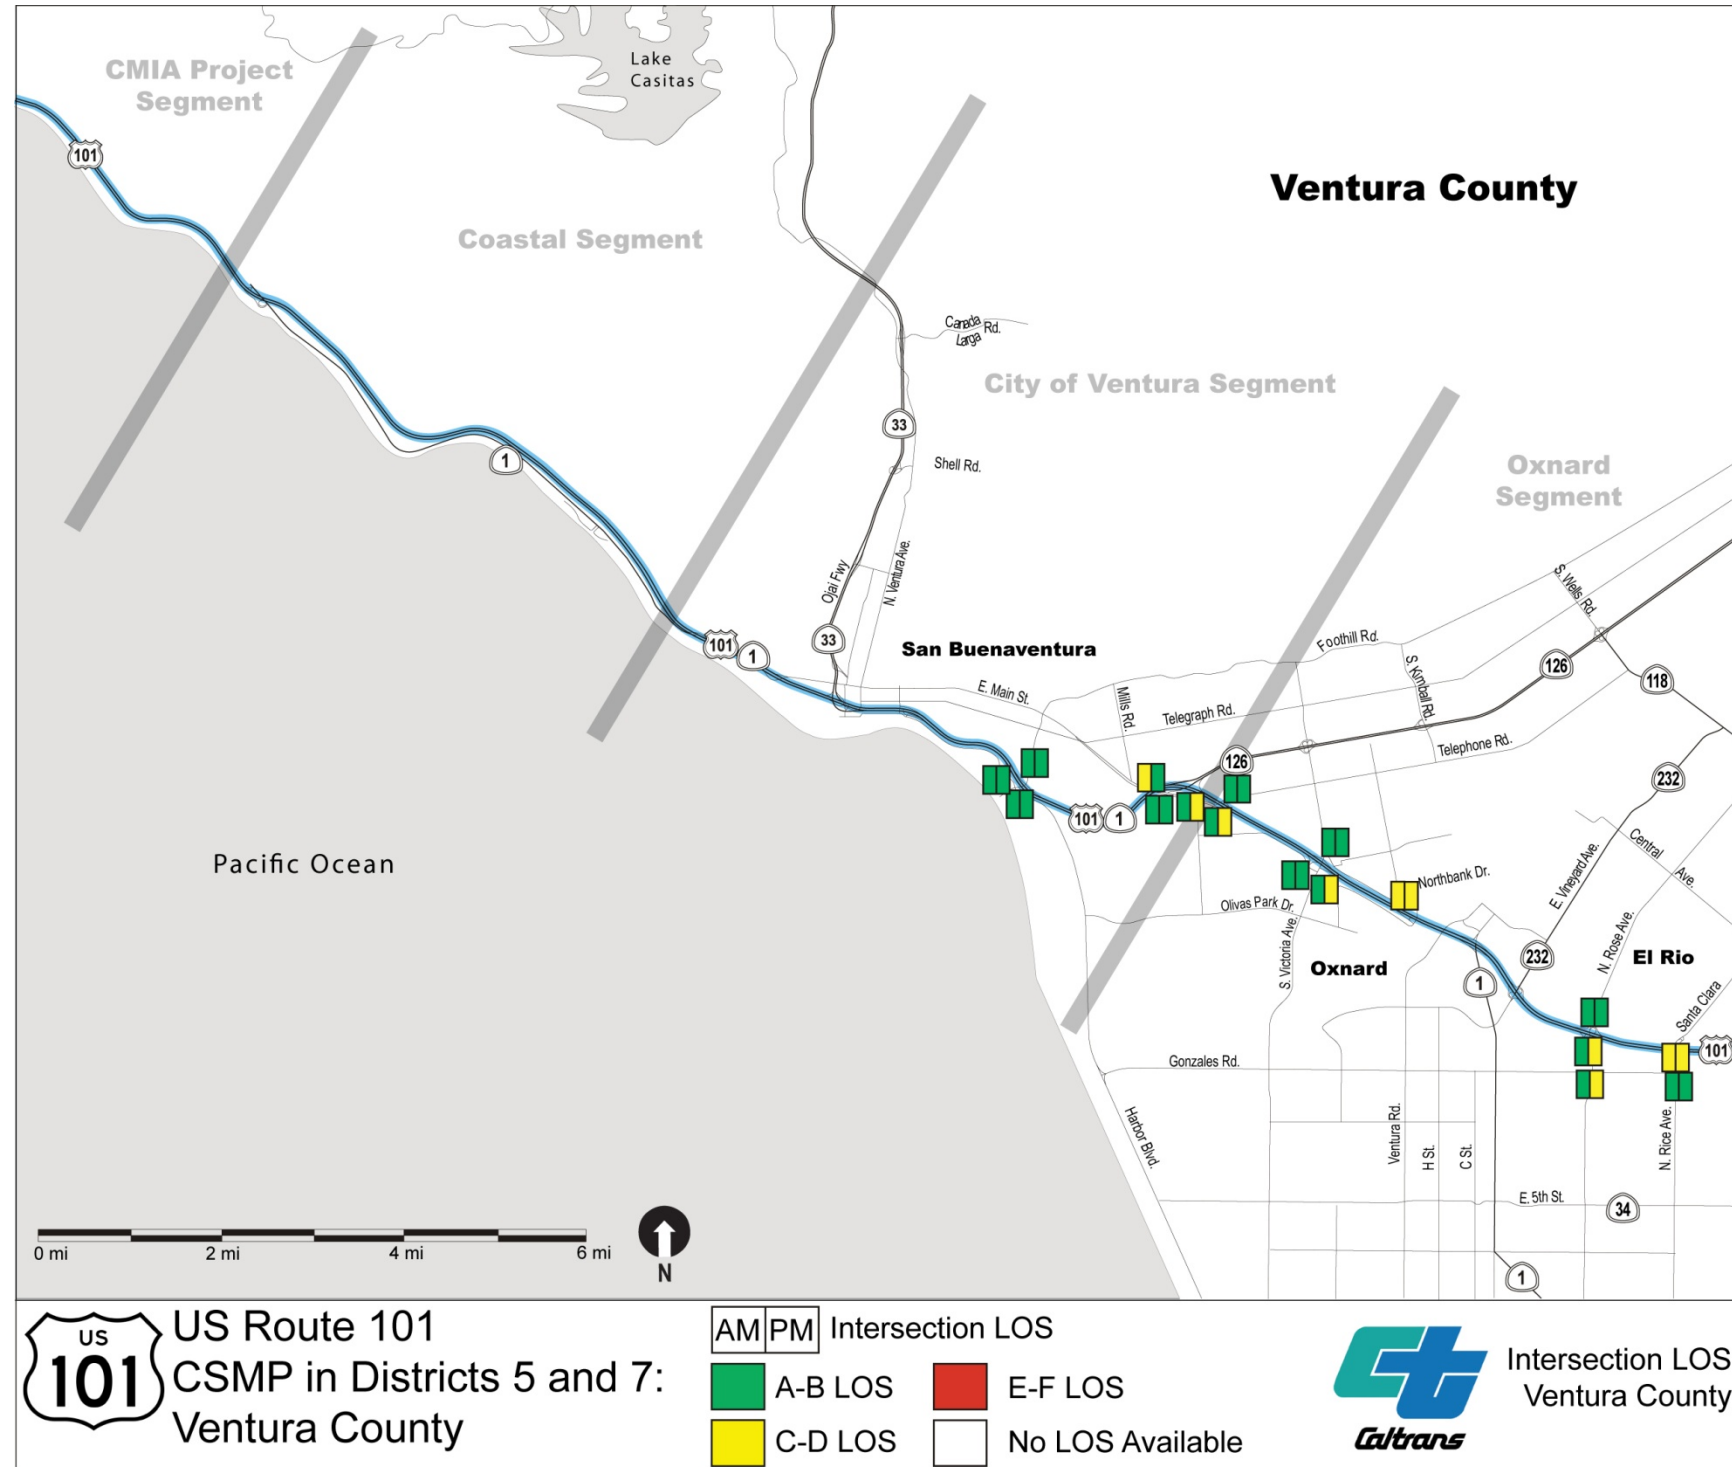 CMIA Project
Segment
Lake
Casitas
101
Ventura County
Coastal Segment
Canada
Larga
Rd.
City of Ventura Segment
33
1
Shell Rd.
Oxnard
Segment
Ojai Fwy
N. Ventura Ave.
S. Wells Rd.
33
San Buenaventura
Foothill Rd.
101
1
126
118
E. Main St.
Mills Rd.
S. Kimball Rd.
Telegraph Rd.
Telephone Rd.
126
232
101
1
Pacific Ocean
Central
Ave.
E. Vineyard Ave.
Northbank Dr.
Olivas Park Dr.
S. Victoria Ave.
N. Rose Ave.
232
El Rio
Oxnard
1
Santa Clara
101
Gonzales Rd.
Harbor Blvd.
Ventura Rd.
H St.
C St.
N. Rice Ave.
E. 5th St.
34
0 mi
2 mi
4 mi
6 mi
N
1
US
101
US Route 101
CSMP in Districts 5 and 7:
Ventura County
AM PM Intersection LOS
A-B LOS
E-F LOS
C-D LOS
No LOS Available
Ct
Caltrans
Intersection LOS
Ventura County